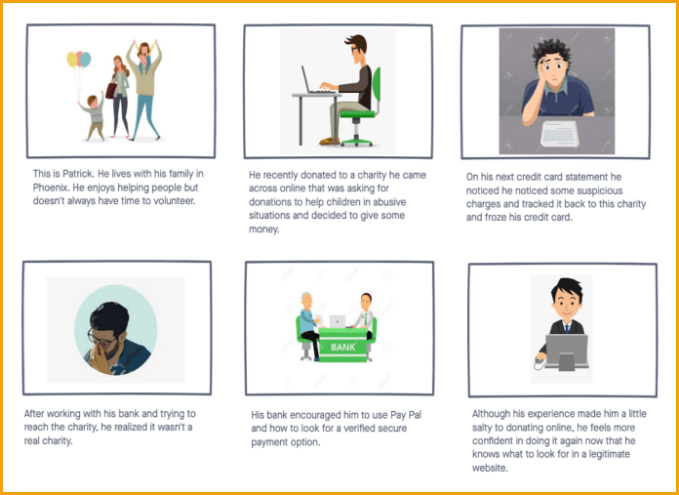 This is Patrick. He lives with his family in
Phoenix. He enjoys helping people but
doesn't always have time to volunteer.
He recently donated to a charity he came
across online that was asking for
donations to help children in abusive
situations and decided to give some
money.
On his next credit card statement he
noticed he noticed some suspicious
charges and tracked it back to this charity
and froze his credit card.
After working with his bank and trying to
reach the charity, he realized it wasn't a
real charity.
BANK
His bank encouraged him to use Pay Pal
and how to look for a verified secure
payment option.
Although his experience made him a little
salty to donating online, he feels more
confident in doing it again now that he
knows what to look for in a legitimate
website.